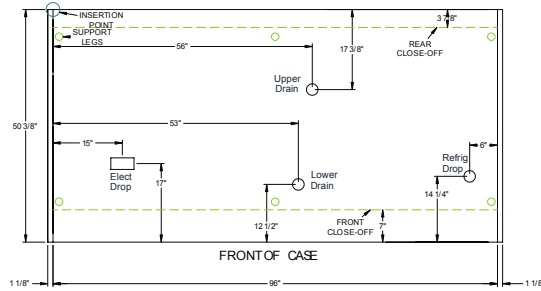 INSERTION
POINT
SUPPORT
LEGS
56"
17 3/8"
3 7/8"
REAR
CLOSE-OFF
Upper
Drain
50 3/8"
53"
15"
Elect
Drop
17"
Lower
Drain
12 1/2"
Refrig
Drop
6"
14 1/4"
FRONT
CLOSE-OFF
7"
FRONT OF CASE
1 1/8"
96"
1 1/8"